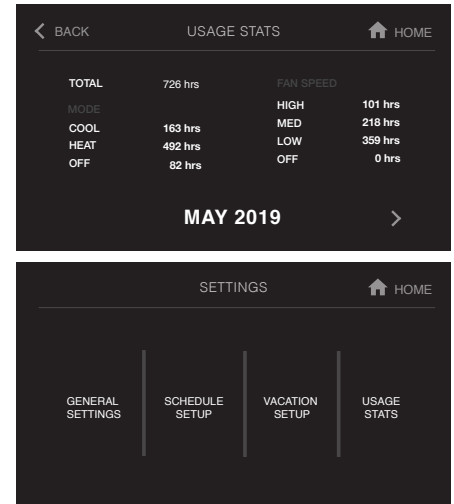 BACK USAGE STATS HOME
TOTAL 726 hrs
MODE
COOL 163 hrs
HEAT 492 hrs
OFF 82 hrs
FAN SPEED
HIGH 101 hrs
MED 218 hrs
LOW 359 hrs
OFF 0 hrs
MAY 2019
SETTINGS HOME
GENERAL
SETTINGS
SCHEDULE
SETUP
VACATION
SETUP
USAGE
STATS